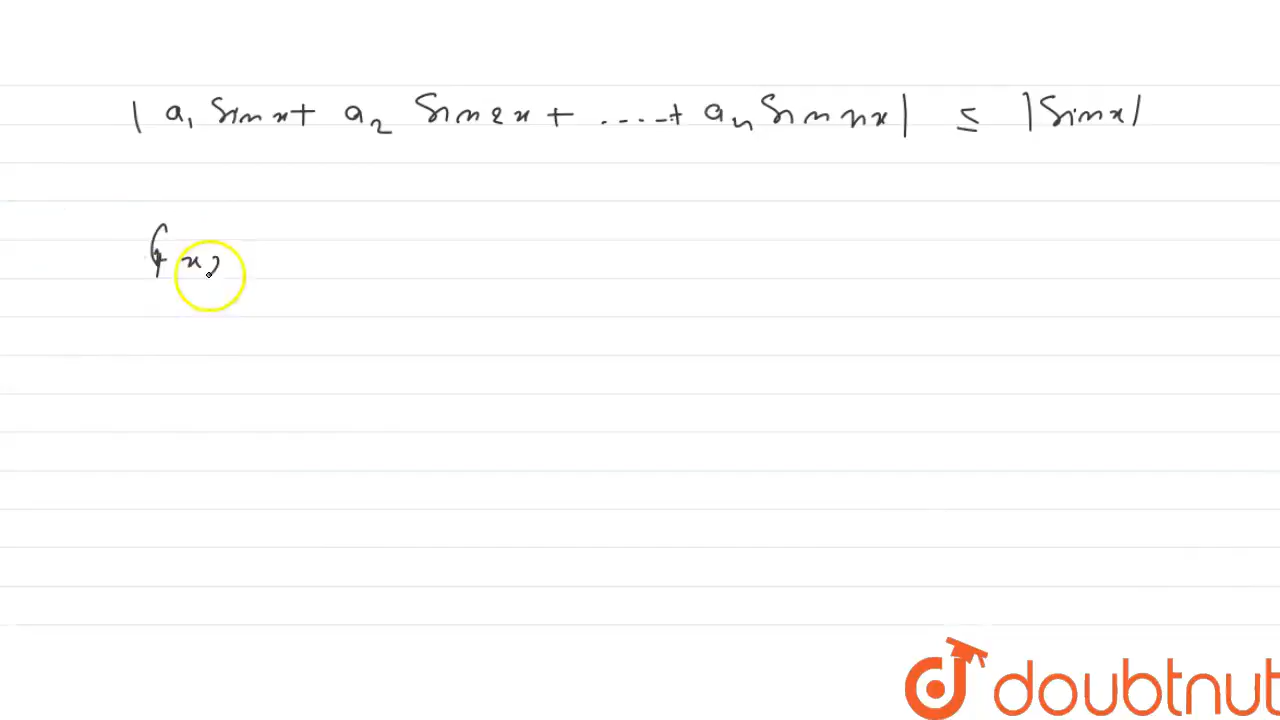 | a₁ Sin x + a₂ Sin 2x + ....+ aₙ Sin nx | ≤ |Sin x|
f x)
doubtnut